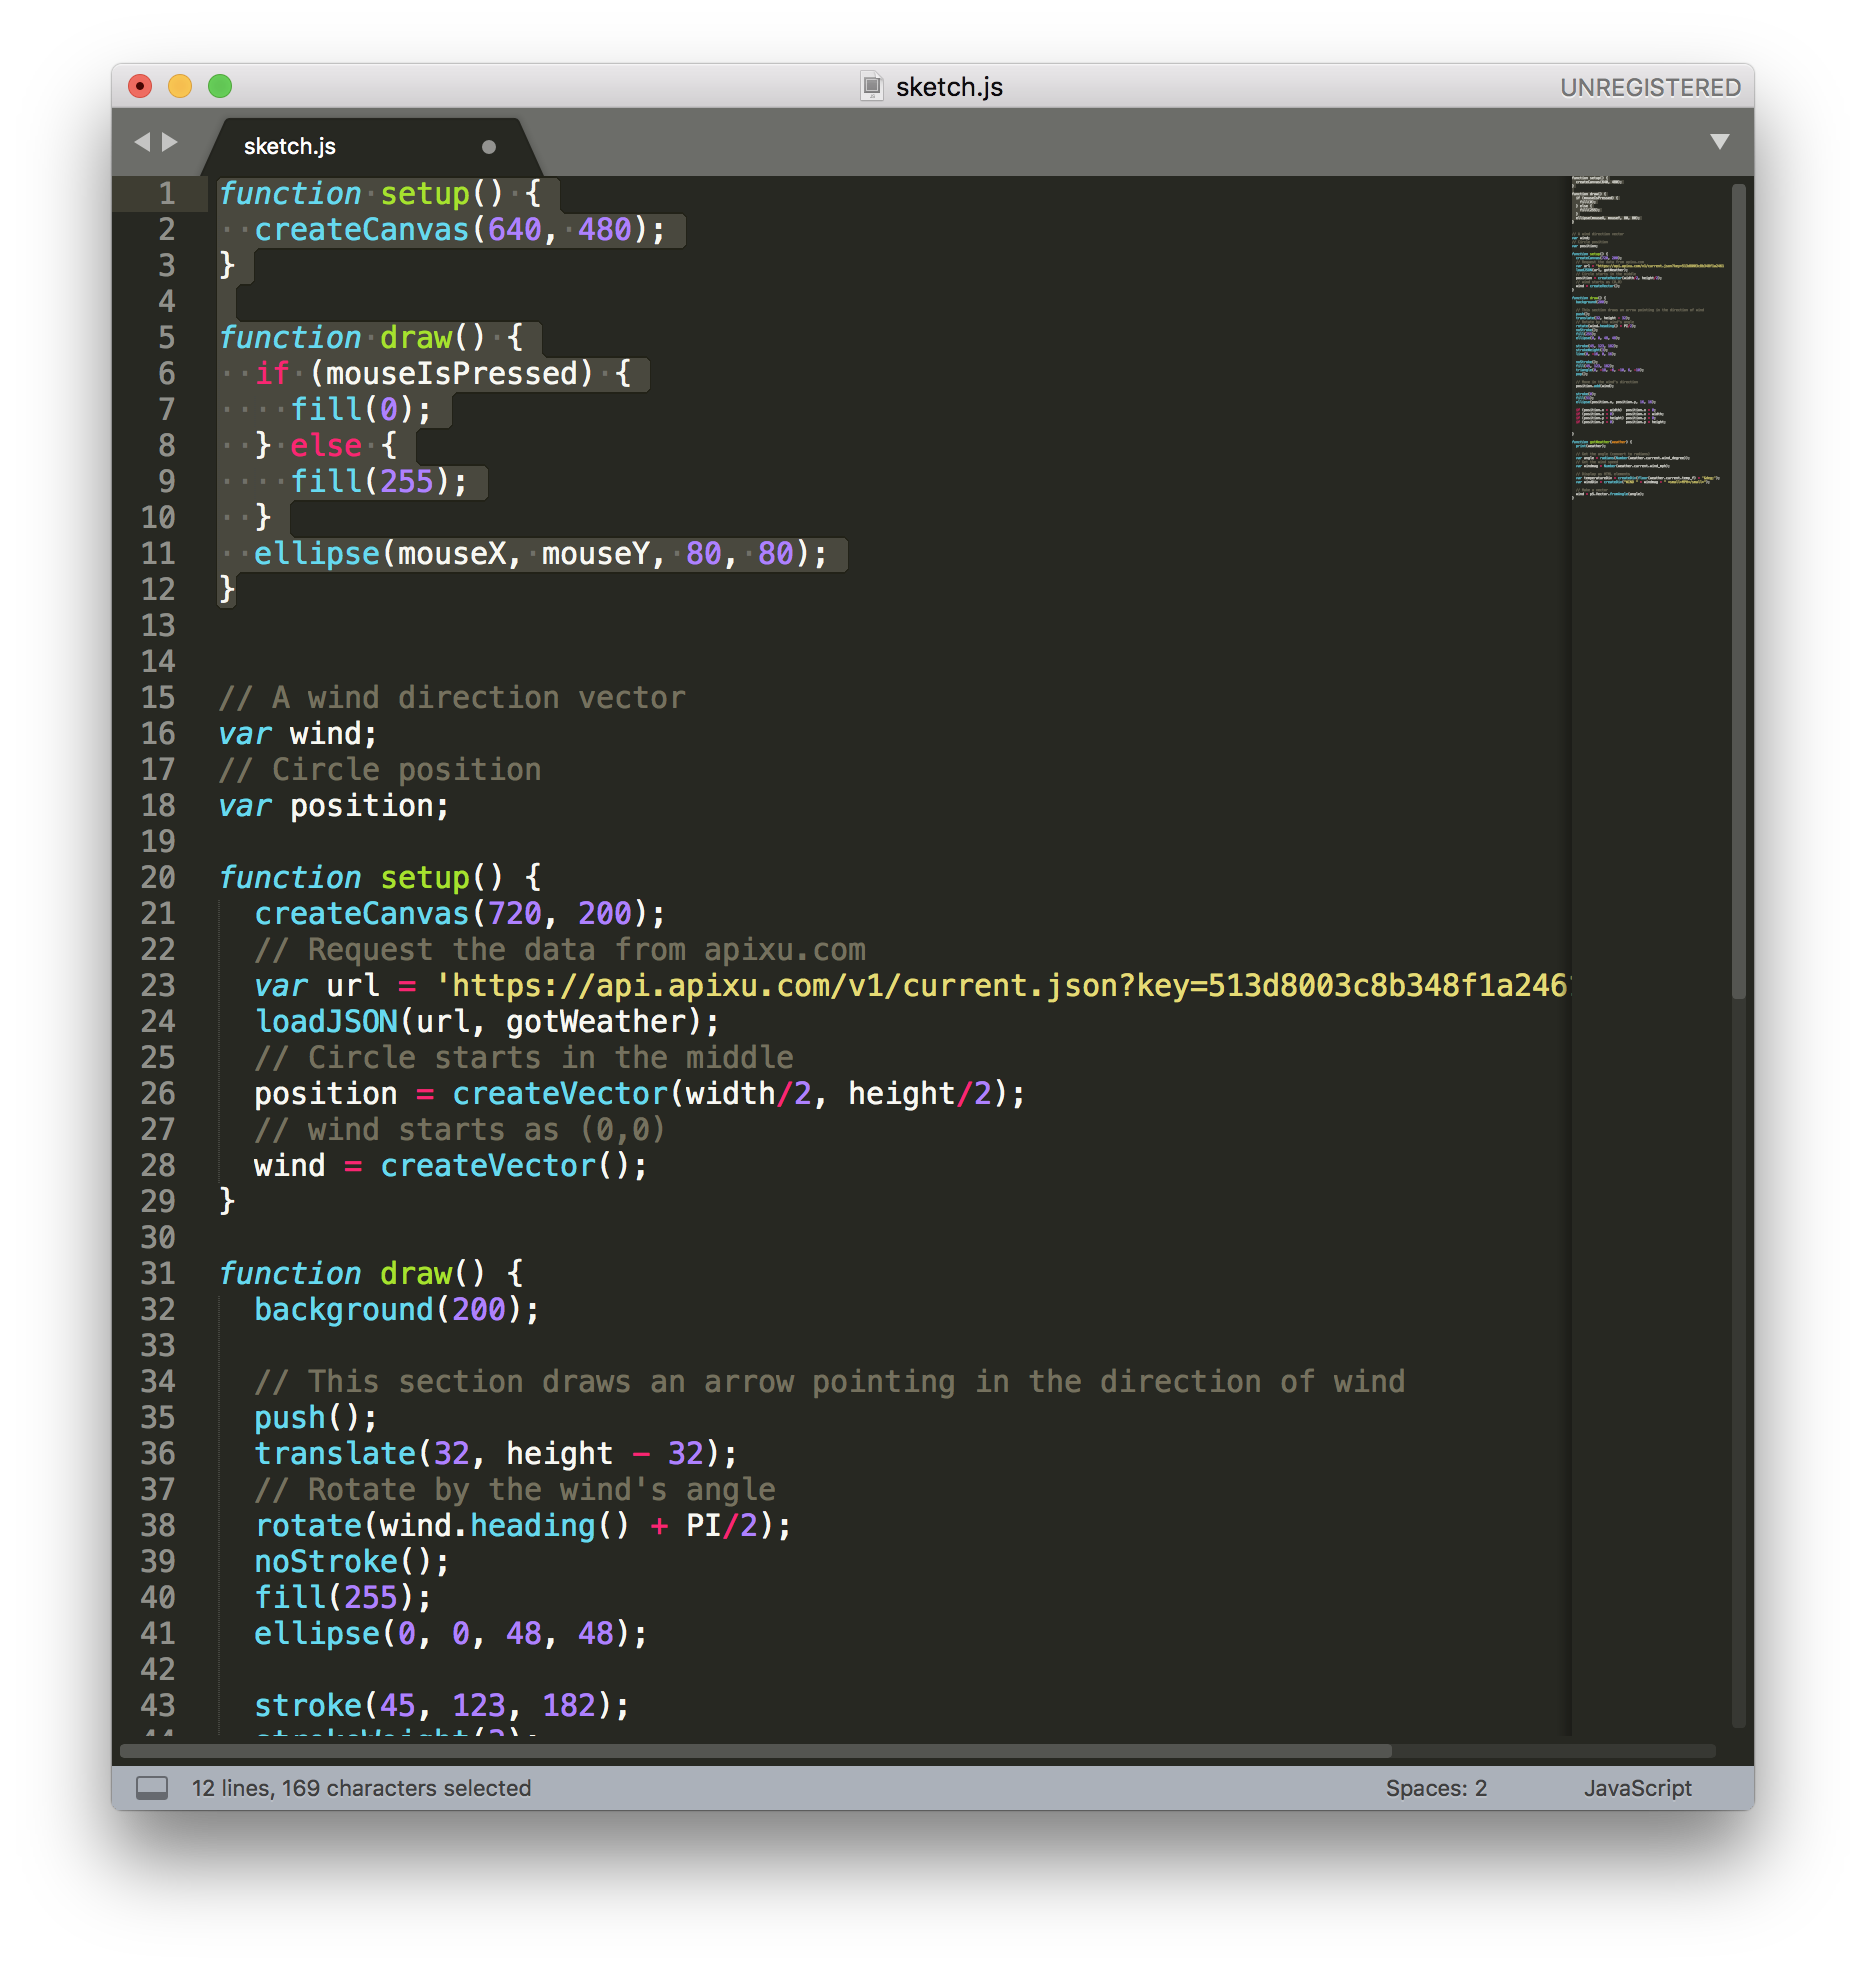 sketch.js
UNREGISTERED
sketch.js
1 function setup() {
2   createCanvas(640, 480);
3 }
4
5 function draw() {
6   if (mouseIsPressed) {
7     fill(0);
8   } else {
9     fill(255);
10   }
11   ellipse(mouseX, mouseY, 80, 80);
12 }
13
14
15 // A wind direction vector
16 var wind;
17 // Circle position
18 var position;
19
20 function setup() {
21   createCanvas(720, 200);
22   // Request the data from apixu.com
23   var url = 'https://api.apixu.com/v1/current.json?key=513d8003c8b348f1a246
24   loadJSON(url, gotWeather);
25   // Circle starts in the middle
26   position = createVector(width/2, height/2);
27   // wind starts as (0,0)
28   wind = createVector();
29 }
30
31 function draw() {
32   background(200);
33
34   // This section draws an arrow pointing in the direction of wind
35   push();
36   translate(32, height - 32);
37   // Rotate by the wind's angle
38   rotate(wind.heading() + PI/2);
39   noStroke();
40   fill(255);
41   ellipse(0, 0, 48, 48);
42
43   stroke(45, 123, 182);
12 lines, 169 characters selected
Spaces: 2
JavaScript